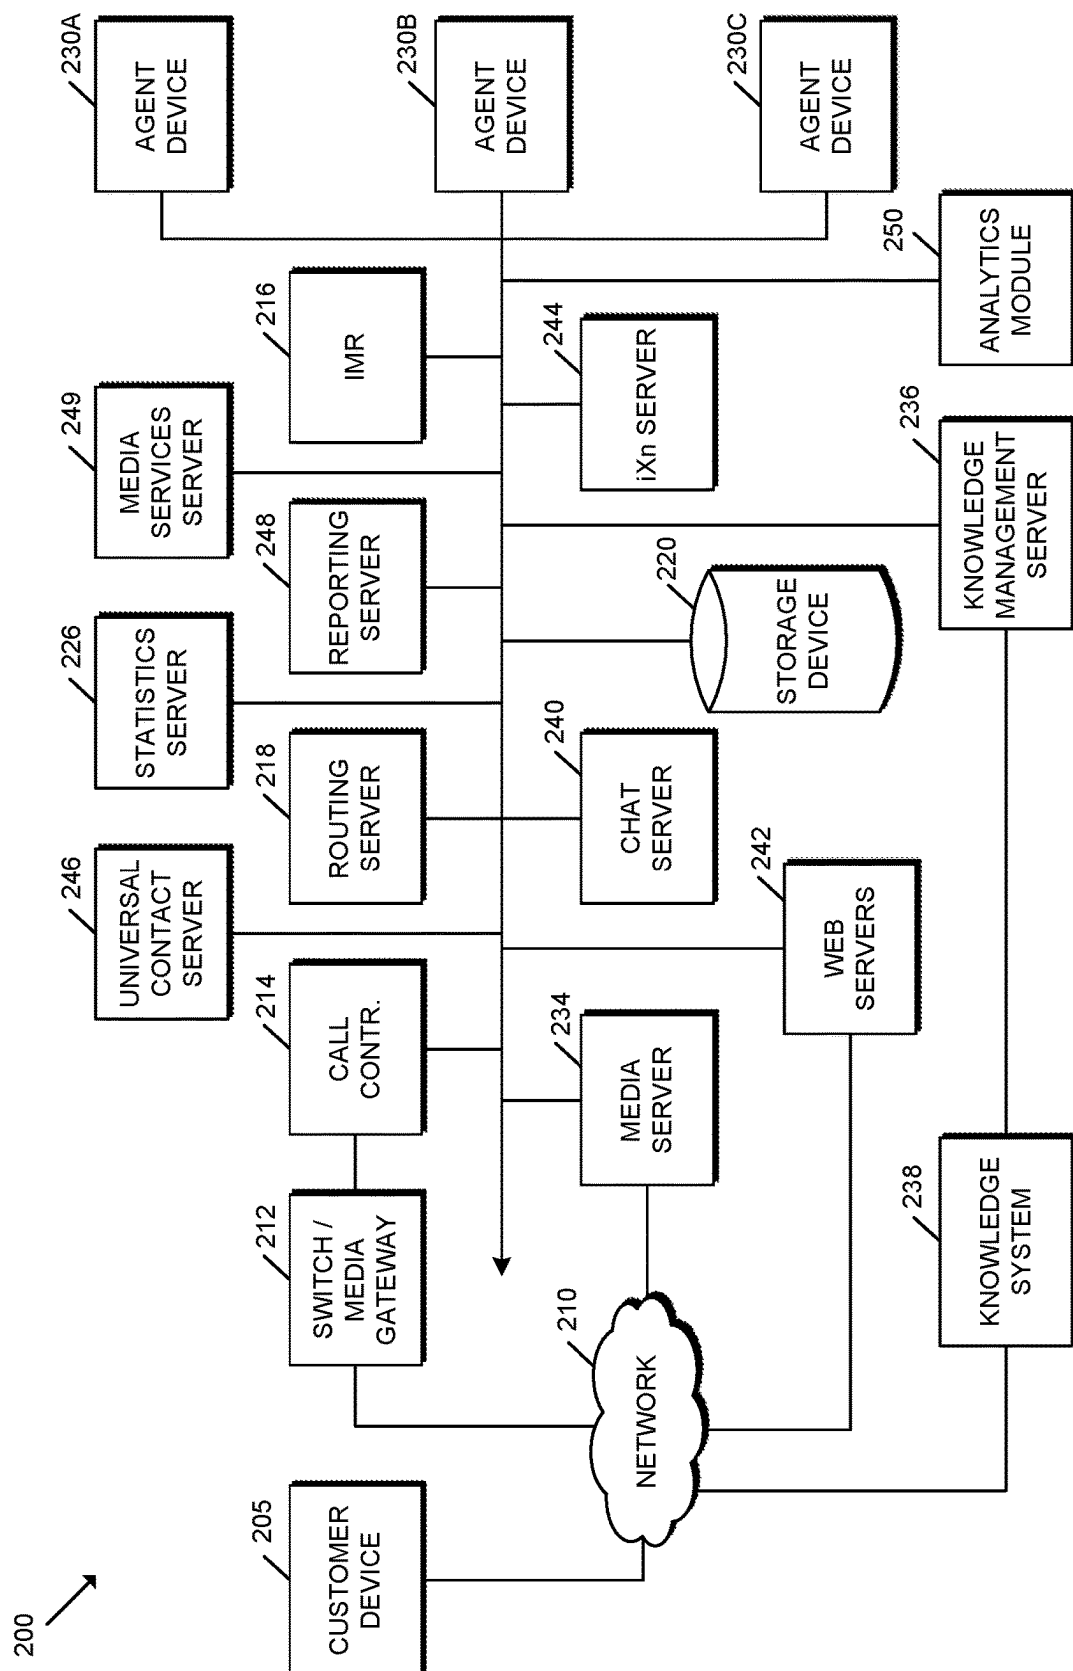 200
CUSTOMER
DEVICE
205
SWITCH /
MEDIA
GATEWAY
212
CALL
CONTR.
214
UNIVERSAL
CONTACT
SERVER
246
ROUTING
SERVER
218
STATISTICS
SERVER
226
REPORTING
SERVER
248
MEDIA
SERVICES
SERVER
249
IMR
216
AGENT
DEVICE
230A
AGENT
DEVICE
230B
AGENT
DEVICE
230C
NETWORK
210
MEDIA
SERVER
234
WEB
SERVERS
242
CHAT
SERVER
240
STORAGE
DEVICE
220
iXn SERVER
244
KNOWLEDGE
SYSTEM
238
KNOWLEDGE
MANAGEMENT
SERVER
236
ANALYTICS
MODULE
250